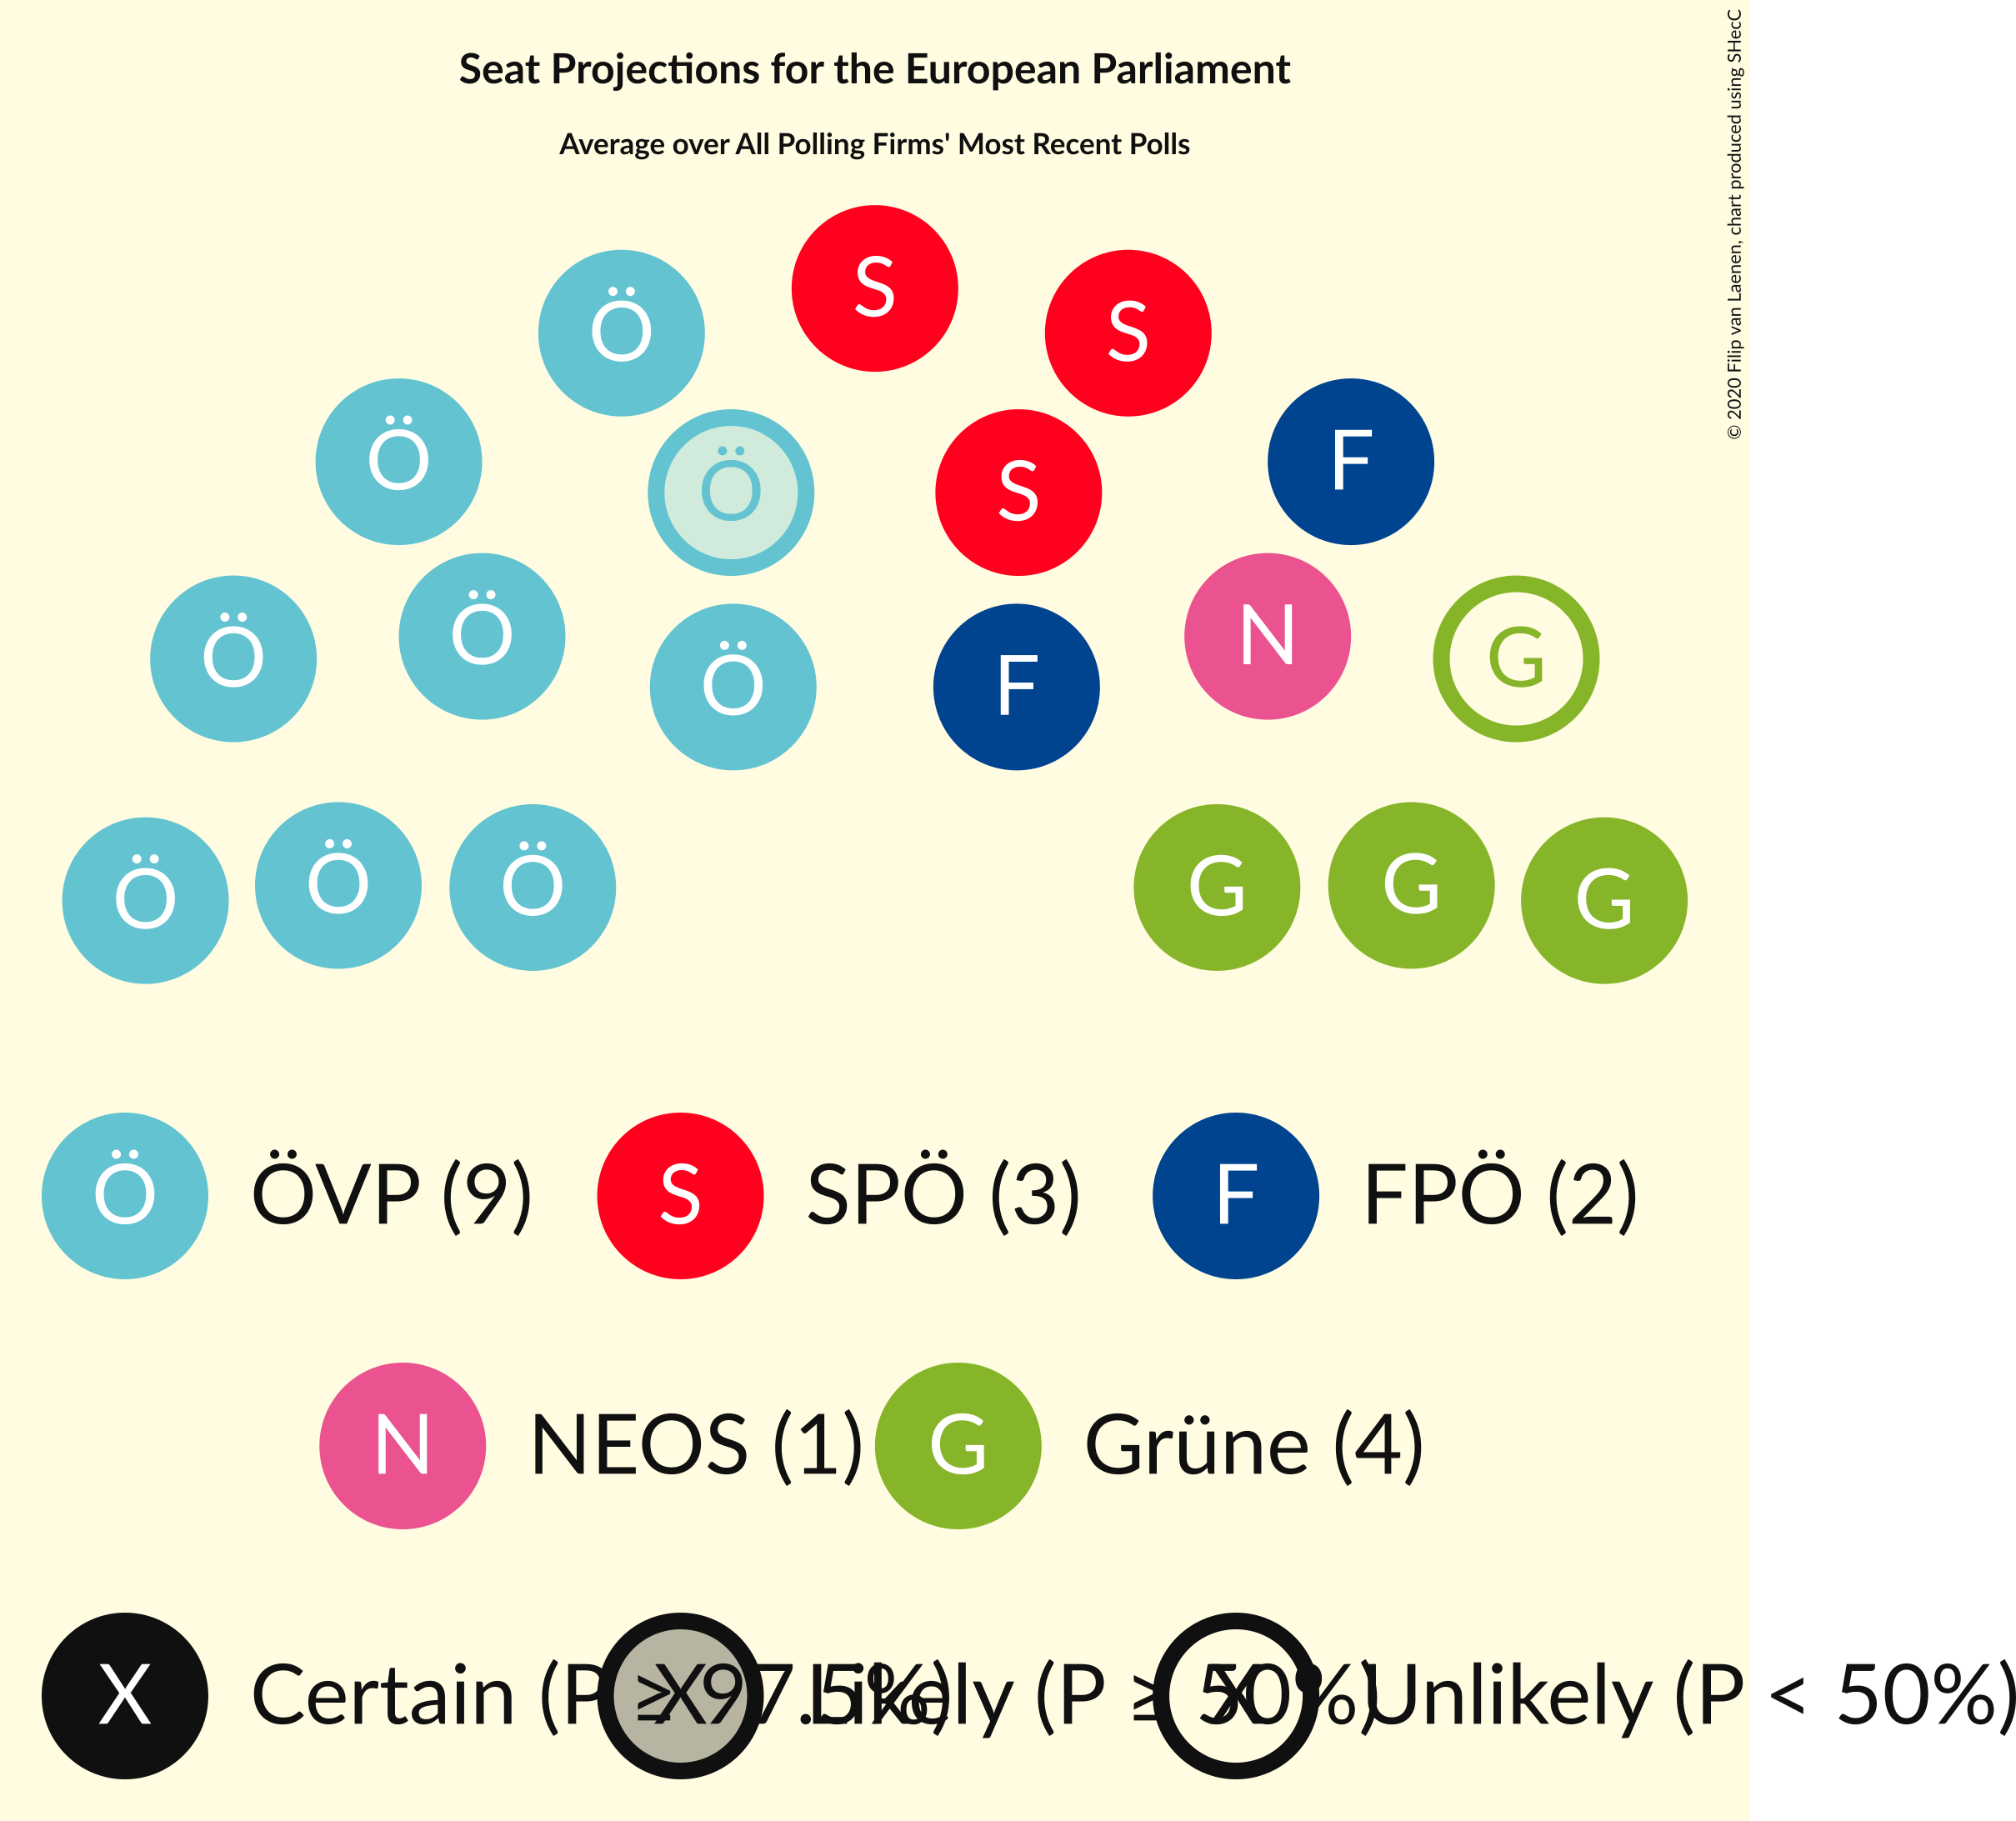 Seat Projections for the European Parliament
Average over All Polling Firms' Most Recent Polls
© 2020 Filip van Laenen, chart produced using SHecC
S
Ö S
Ö F
Ö S
Ö N
Ö G
Ö F
Ö Ö Ö G G G
Ö ÖVP (9) S SPÖ (3) F FPÖ (2)
N NEOS (1) G Grüne (4)
X Certain (P ≥ 97.5%) X Likely (P ≥ 50%) X Unlikely (P < 50%)